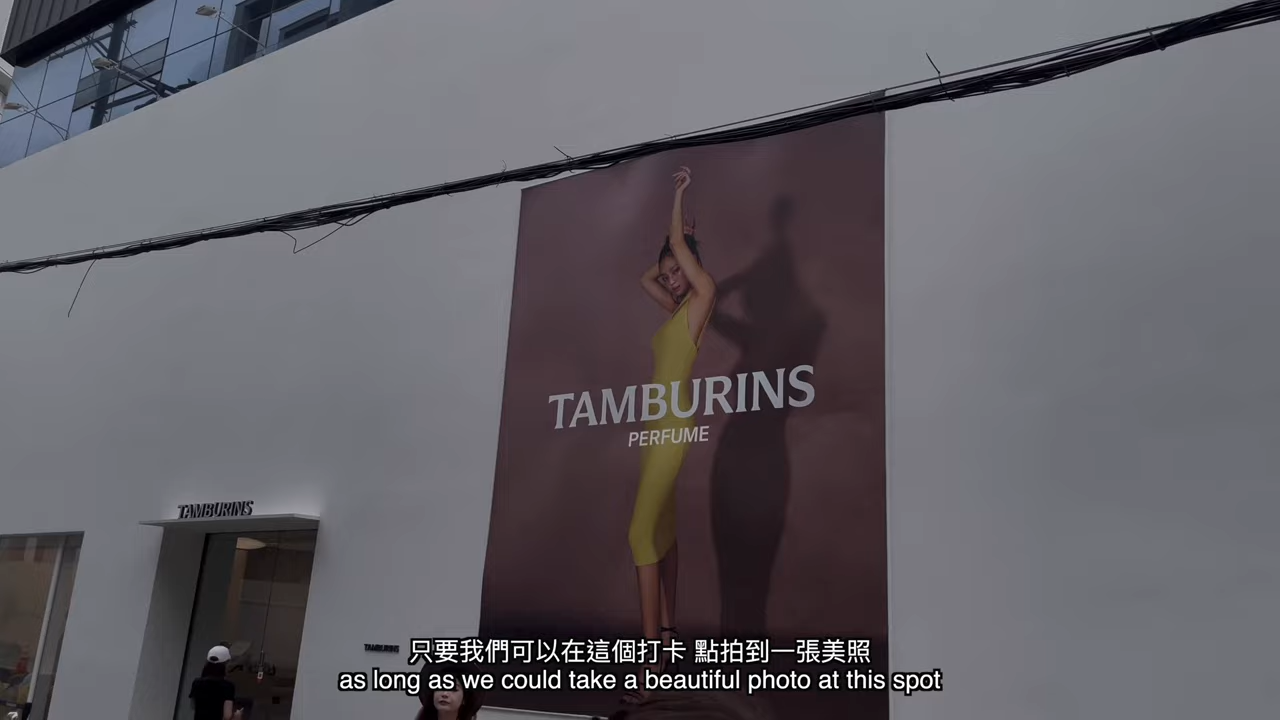 TAMBURINS
PERFUME
TAMBURINS
TAMBURINS
只要我們可以在這個打卡 點拍到一張美照
as long as we could take a beautiful photo at this spot